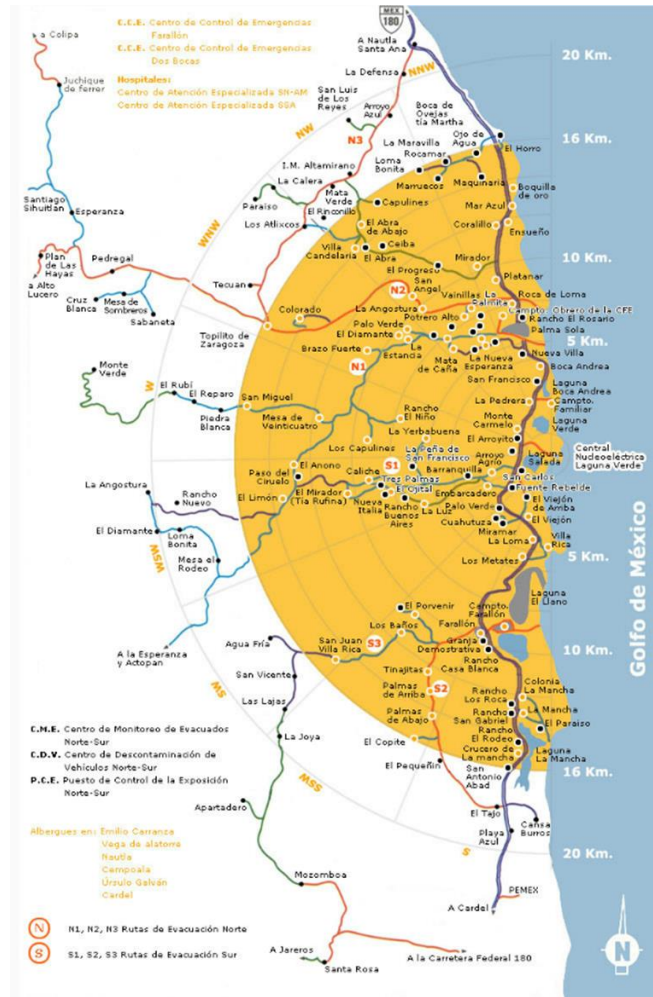 MEX
180
C.C.E. Centro de Control de Emergencias
Farallón
C.C.E. Centro de Control de Emergencias
Dos Bocas
Hospitales:
Centro de Atención Especializada SN-AM
Centro de Atención Especializada SSA
a Colipa
Juchique
de ferrer
A Nautla
Santa Ana
20 Km.
La Defensa
NNW
San Luis
de Los
Reyes
Arroyo
Azul
Boca de
Ovejas
tia Martha
NW
N3
16 Km.
La Maravilla
Rocamar
Ojo de
Agua
El Horro
Loma
Bonita
I.M. Altamirano
La Calera
Marruecos
Maquinaria
Mata
Verde
Capulines
Boquilla
de oro
Santiago
Sihuitlan
Esperanza
Paraiso
El Rinconillo
Mar Azul
WNW
Los Atlixcos
El Abra
de Abajo
Coralillo
Ensueño
Plan
de Las
Hayas
Pedregal
Villa
Candelaria
Ceiba
El Abra
10 Km.
El Progreso
Mirador
a Alto
Lucero
Tecuan
N2
San
Angel
Platanar
Cruz
Blanca
Mesa de
Sombreros
Sabaneta
Colorado
Vainillas
La
Palmita
Roca de Loma
La Angostura
Campto. Obrero de la CFE
Potrero Alto
Rancho El Rosario
Topilito de
Zaragoza
Palo Verde
El Diamante
Palma Sola
5 Km.
Brazo Fuerte
La
Estancia
La
Mata
de Caña
La Nueva
Esperanza
Nueva Villa
Monte
Verde
N1
Boca Andrea
San Francisco
W
El Rubí
El Reparo
San Miguel
Laguna
Boca Andrea
La Pedrera
Campto.
Familiar
Piedra
Blanca
Mesa de
Veinticuatro
Rancho
El Niño
Monte
Carmelo
Laguna
Verde
La Yerbabuena
El Arroyito
Los Capulines
La Peña de
San Francisco
Arroyo
Agrio
Laguna
Salada
Central
Nucleoeléctrica
Laguna Verde
El Anono
S1
Paso del
Ciruelo
Caliche
Barranquilla
San Carlos
La Angostura
Tres Palmas
Fuente Rebelde
Rancho
Nuevo
El Limón
El Mirador
(Tia Rufina)
El Ojital
Embarcadero
El Viejón
de Arriba
Nueva
Italia
Rancho
Buenos
Aires
La Luz
Palo Verde
El Viejón
El Diamante
Loma
Bonita
Cuahutusa
Miramar
WSW
La Loma
Villa
Rica
Mesa el
Rodeo
Los Metates
5 Km.
Golfo de México
Laguna
El Llano
El Porvenir
Campto.
Farallón
Los Baños
Farallón
A la Esperanza
y Actopan
Agua Fría
San Juan
Villa Rica
S3
Granja
Demostrativa
10 Km.
San Vicente
Tinajitas
Rancho
Casa Blanca
SW
Palmas
de Arriba
S2
Colonia
La Mancha
Las Lajas
Rancho
Los Roca
Palmas
de Abajo
Rancho
San Gabriel
La Mancha
C.M.E. Centro de Monitoreo de Evacuados
Norte-Sur
La Joya
El Copite
Rancho
El Rodeo
El Paraiso
C.D.V. Centro de Descontaminación de
Vehículos Norte-Sur
Crucero de
La mancha
Laguna
La Mancha
El Pequeñin
P.C.E. Puesto de Control de la Exposición
Norte-Sur
San
Antonio
Abad
16 Km.
SSW
Apartadero
El Tajo
Cansa
Burros
Albergues en: Emilio Carranza
Vega de alatorre
Nautla
Cempoala
Úrsulo Galván
Cardel
Playa
Azul
S
20 Km.
Mozomboa
PEMEX
A Cardel
N
N1, N2, N3 Rutas de Evacuación Norte
S
S1, S2, S3 Rutas de Evacuación Sur
A Jareros
Santa Rosa
A la Carretera Federal 180
N